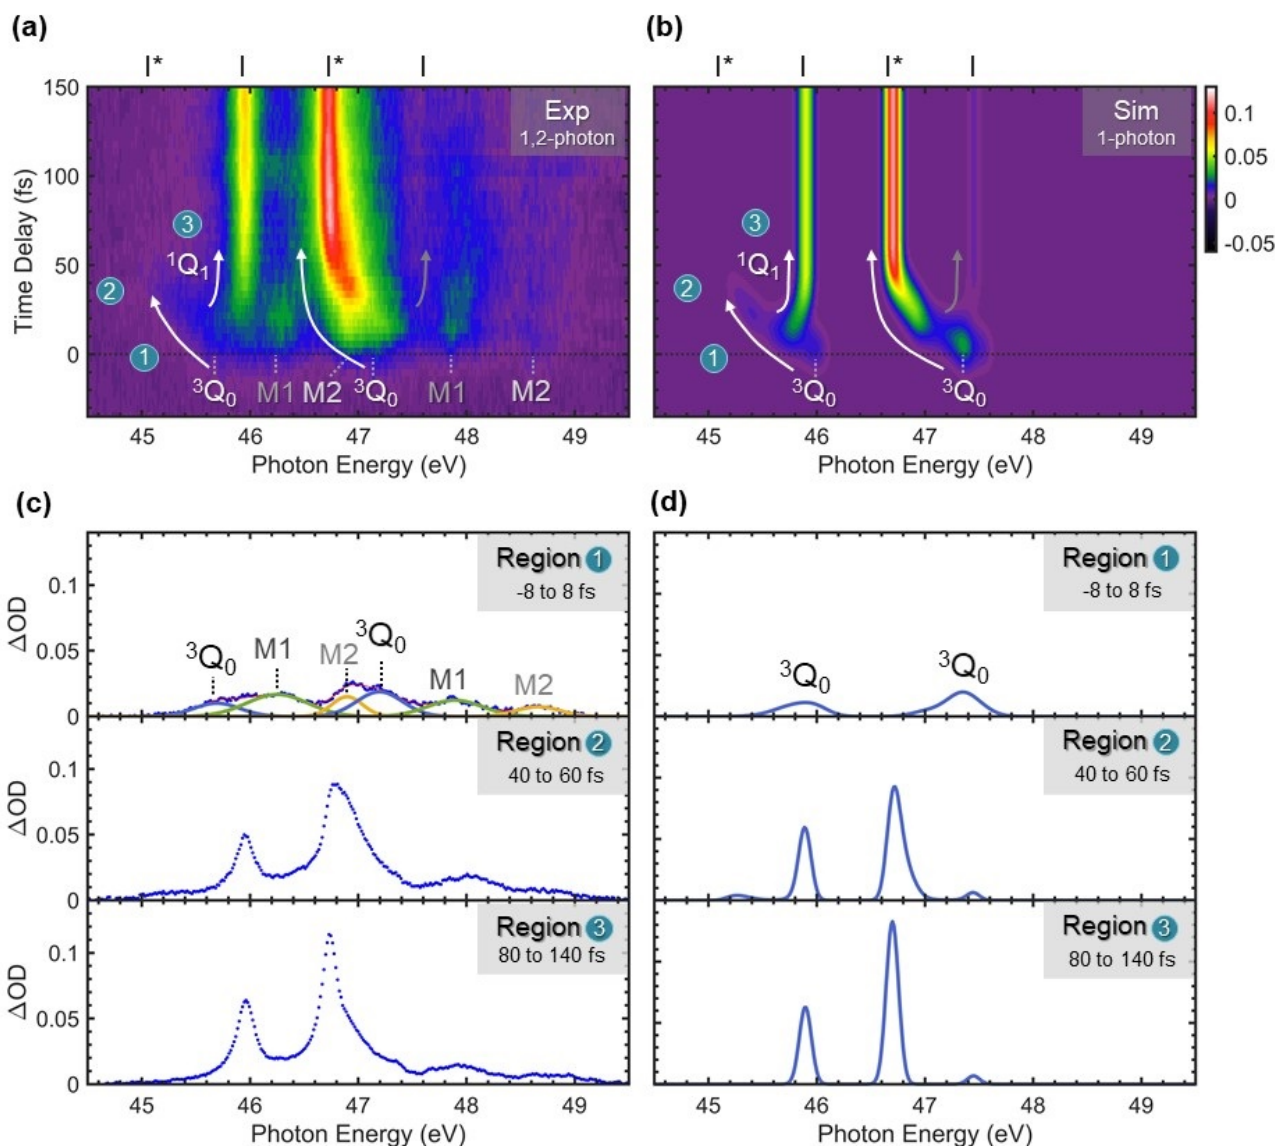 (a)
(b)
I* I I* I
I* I I* I
150
100
50
0
Time Delay (fs)
Exp
1,2-photon
3
¹Q₁
2
1
³Q₀ M1 M2 ³Q₀ M1 M2
45 46 47 48 49
Photon Energy (eV)
Sim
1-photon
3
¹Q₁
2
1
³Q₀ ³Q₀
45 46 47 48 49
Photon Energy (eV)
0.1
0.05
0
-0.05
(c)
(d)
Region 1
-8 to 8 fs
0.1
0.05
0
ΔOD
³Q₀ M1 M2 ³Q₀ M1 M2
Region 2
40 to 60 fs
0.1
0.05
0
ΔOD
Region 3
80 to 140 fs
0.1
0.05
0
ΔOD
45 46 47 48 49
Photon Energy (eV)
Region 1
-8 to 8 fs
³Q₀ ³Q₀
Region 2
40 to 60 fs
Region 3
80 to 140 fs
45 46 47 48 49
Photon Energy (eV)